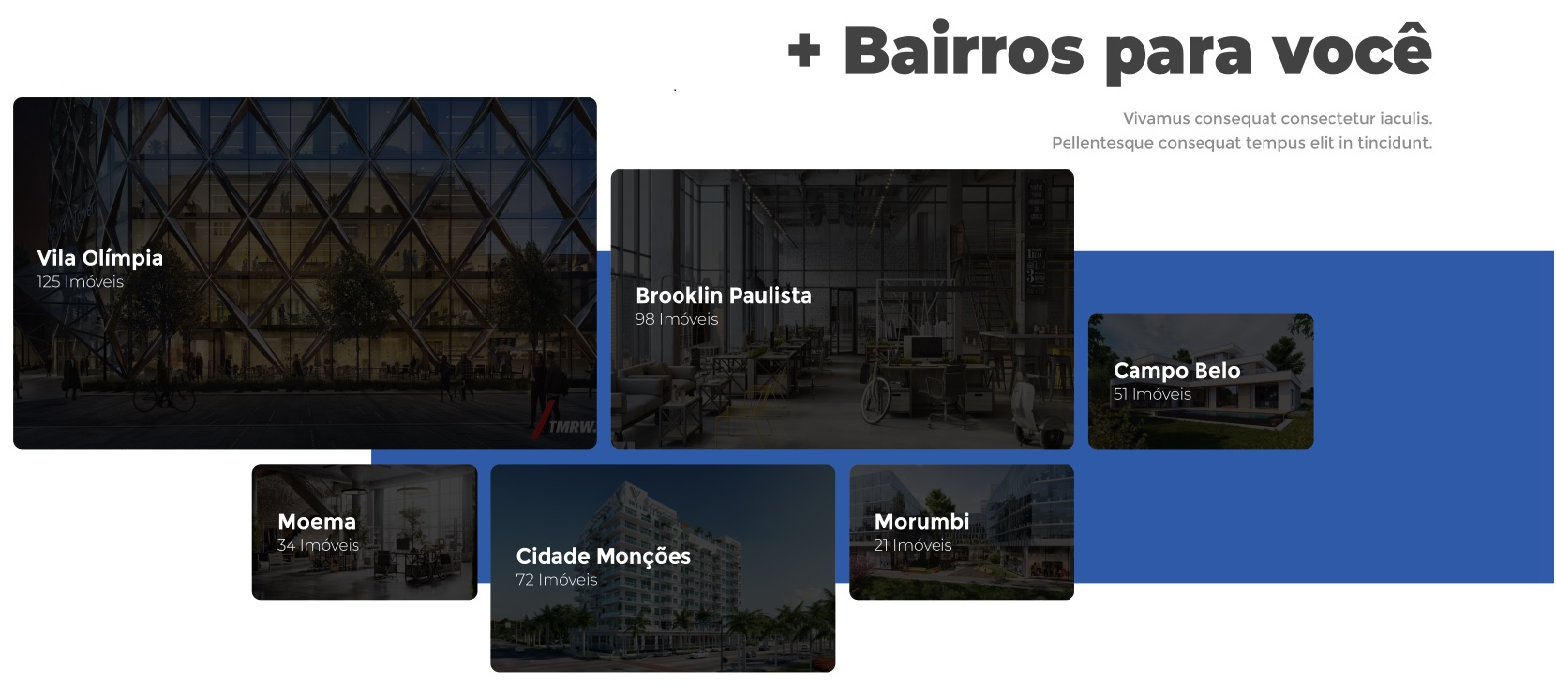 + Bairros para você
Vivamus consequat consectetur iaculis.
Pellentesque consequat tempus elit in tincidunt.
Vila Olímpia
125 Imóveis
TMRW.
Brooklin Paulista
98 Imóveis
Campo Belo
51 Imóveis
Moema
34 Imóveis
Cidade Monções
72 Imóveis
Morumbi
21 Imóveis